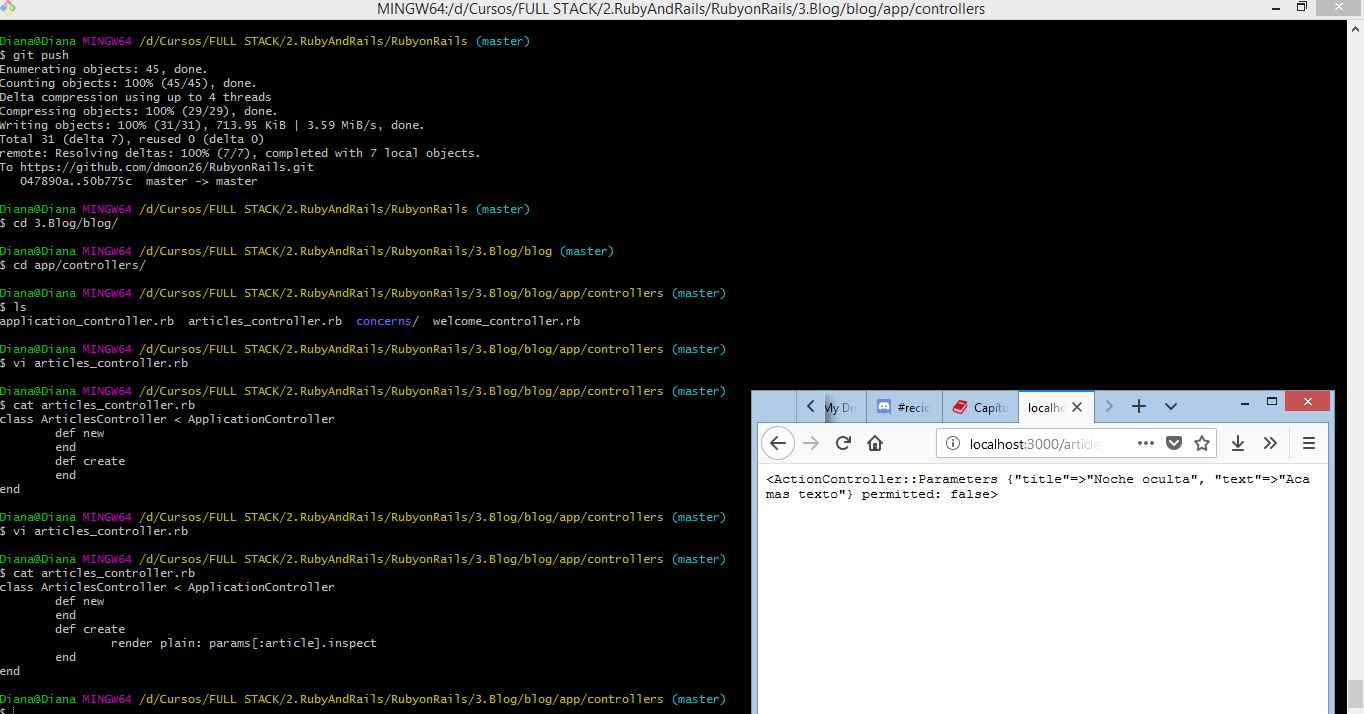 MINGW64:/d/Cursos/FULL STACK/2.RubyAndRails/RubyonRails/3.Blog/blog/app/controllers
Diana@Diana MINGW64 /d/Cursos/FULL STACK/2.RubyAndRails/RubyonRails (master)
$ git push
Enumerating objects: 45, done.
Counting objects: 100% (45/45), done.
Delta compression using up to 4 threads
Compressing objects: 100% (29/29), done.
Writing objects: 100% (31/31), 713.95 KiB | 3.59 MiB/s, done.
Total 31 (delta 7), reused 0 (delta 0)
remote: Resolving deltas: 100% (7/7), completed with 7 local objects.
To https://github.com/dmoon26/RubyonRails.git
   047890a..50b775c  master -> master
Diana@Diana MINGW64 /d/Cursos/FULL STACK/2.RubyAndRails/RubyonRails (master)
$ cd 3.Blog/blog/
Diana@Diana MINGW64 /d/Cursos/FULL STACK/2.RubyAndRails/RubyonRails/3.Blog/blog (master)
$ cd app/controllers/
Diana@Diana MINGW64 /d/Cursos/FULL STACK/2.RubyAndRails/RubyonRails/3.Blog/blog/app/controllers (master)
$ ls
application_controller.rb  articles_controller.rb  concerns/  welcome_controller.rb
Diana@Diana MINGW64 /d/Cursos/FULL STACK/2.RubyAndRails/RubyonRails/3.Blog/blog/app/controllers (master)
$ vi articles_controller.rb
Diana@Diana MINGW64 /d/Cursos/FULL STACK/2.RubyAndRails/RubyonRails/3.Blog/blog/app/controllers (master)
$ cat articles_controller.rb
class ArticlesController < ApplicationController
        def new
        end
        def create
        end
end
Diana@Diana MINGW64 /d/Cursos/FULL STACK/2.RubyAndRails/RubyonRails/3.Blog/blog/app/controllers (master)
$ vi articles_controller.rb
Diana@Diana MINGW64 /d/Cursos/FULL STACK/2.RubyAndRails/RubyonRails/3.Blog/blog/app/controllers (master)
$ cat articles_controller.rb
class ArticlesController < ApplicationController
        def new
        end
        def create
                render plain: params[:article].inspect
        end
end
Diana@Diana MINGW64 /d/Cursos/FULL STACK/2.RubyAndRails/RubyonRails/3.Blog/blog/app/controllers (master)
$
My Dr #recic Capítu localho
localhost:3000/article
<ActionController::Parameters {"title"=>"Noche oculta", "text"=>"Aca
mas texto"} permitted: false>